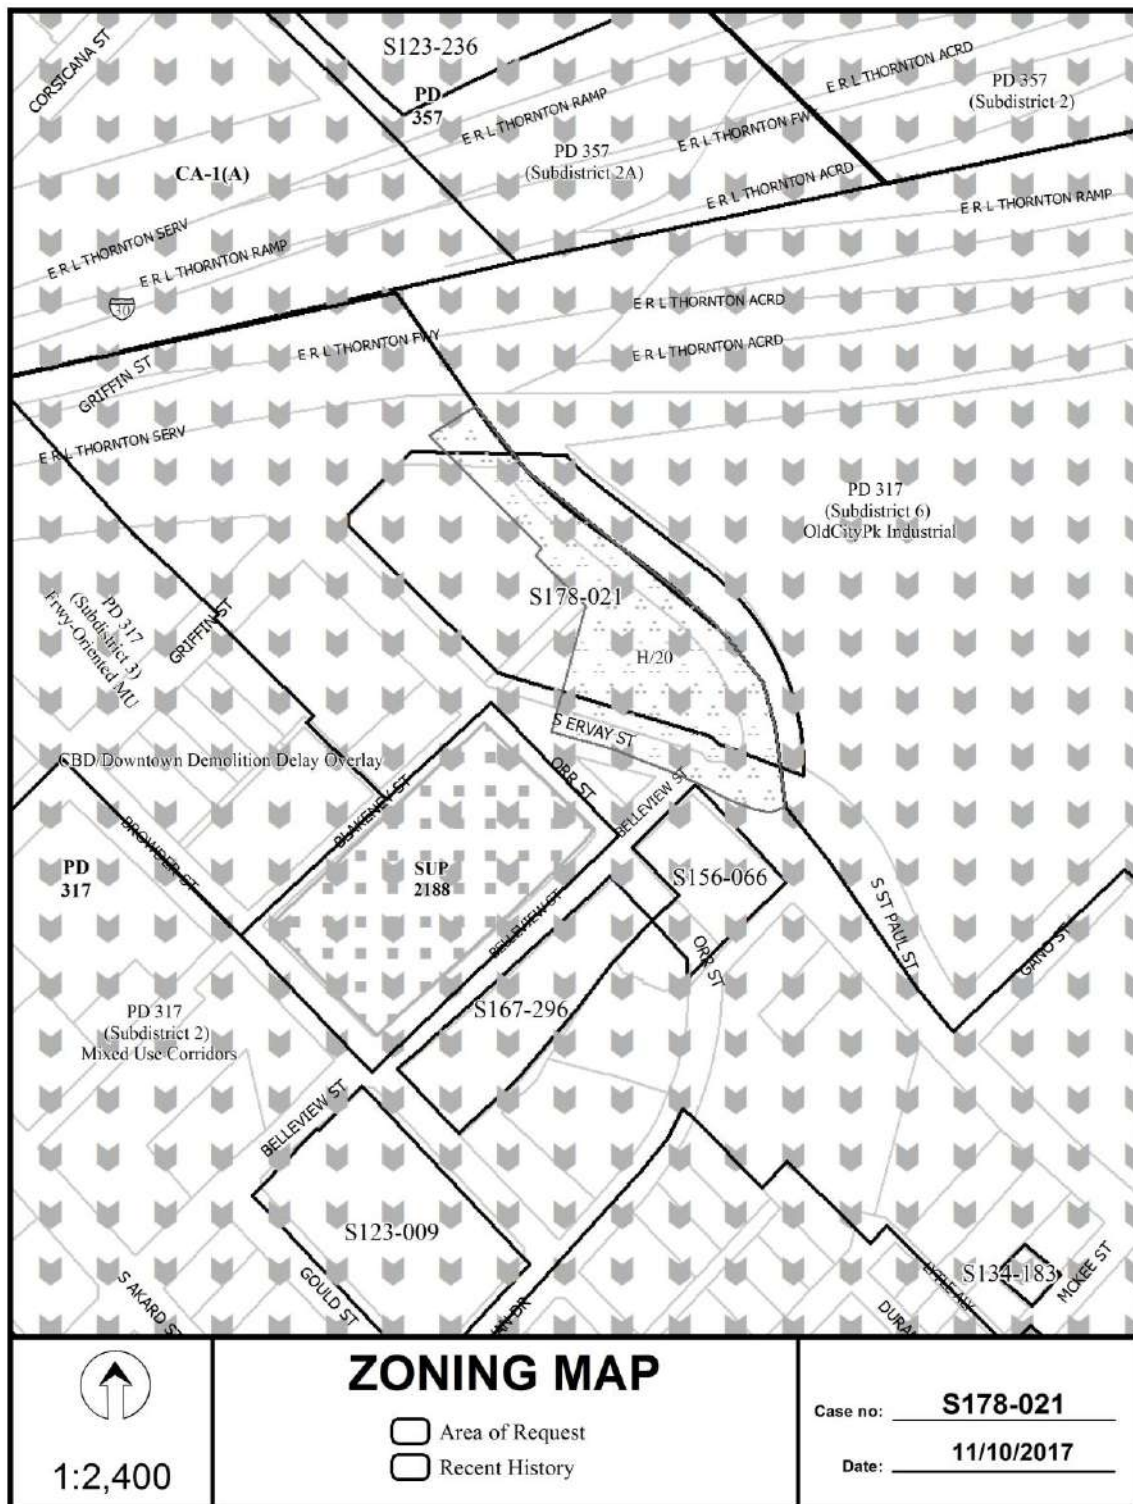 CORSICANA ST
S123-236
PD
357
E R L THORNTON RAMP
E R L THORNTON ACRD
PD 357
(Subdistrict 2)
E R L THORNTON FW
PD 357
(Subdistrict 2A)
CA-1(A)
E R L THORNTON ACRD
E R L THORNTON RAMP
E R L THORNTON SERV
E R L THORNTON RAMP
30
E R L THORNTON ACRD
E R L THORNTON FWY
E R L THORNTON ACRD
GRIFFIN ST
E R L THORNTON SERV
PD 317
(Subdistrict 6)
OldCityPk Industrial
S178-021
PD 317
(Subdistrict 3)
Frwy-Oriented MU
GRIFFIN ST
H/20
S ERVAY ST
CBD/Downtown Demolition Delay Overlay
ORR ST
BELLEVIEW ST
BLAKENEY ST
BROWDER ST
PD
317
SUP
2188
S156-066
BELLEVIEW ST
S ST PAUL ST
GANO ST
ORR ST
S167-296
PD 317
(Subdistrict 2)
Mixed Use Corridors
BELLEVIEW ST
S123-009
GOULD ST
S AKARD ST
AN DR
S134-183
LYTLE ALY
MCKEE ST
DURA
1:2,400
ZONING MAP
Area of Request
Recent History
Case no: S178-021
Date: 11/10/2017